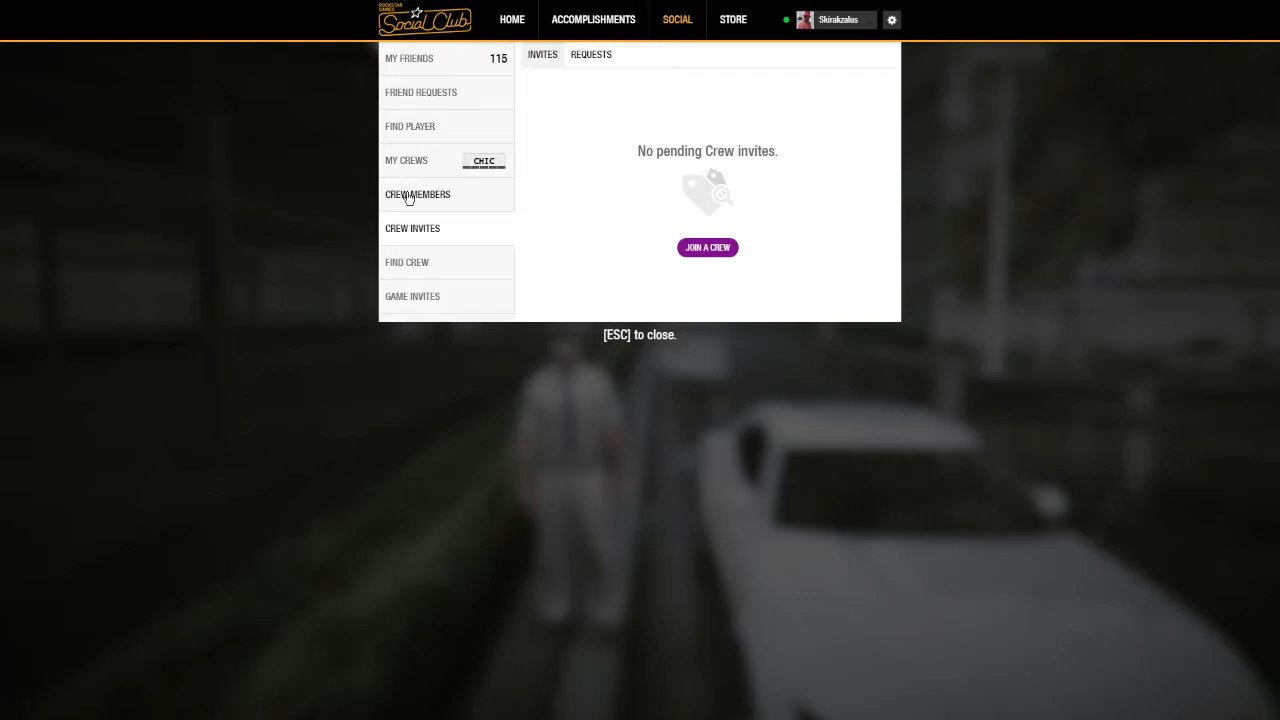 ROCKSTAR
GAMES
Social Club
HOME
ACCOMPLISHMENTS
SOCIAL
STORE
Skirakzalus
MY FRIENDS 115
FRIEND REQUESTS
FIND PLAYER
MY CREWS CHIC
CREW MEMBERS
CREW INVITES
FIND CREW
GAME INVITES
INVITES
REQUESTS
No pending Crew invites.
JOIN A CREW
[ESC] to close.